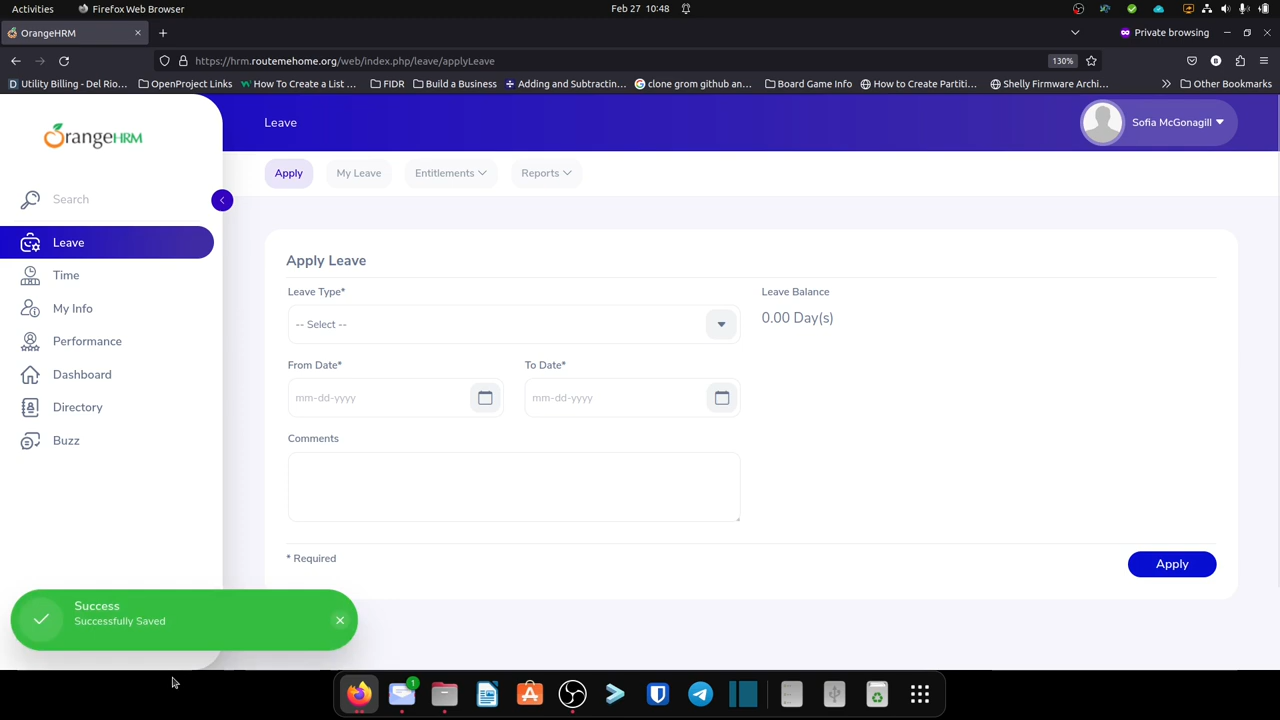 Activities
Firefox Web Browser
Feb 27 10:48
OrangeHRM
Private browsing
https://hrm.routemehome.org/web/index.php/leave/applyLeave
130%
Utility Billing - Del Rio...
OpenProject Links
How To Create a List ...
FIDR
Build a Business
Adding and Subtractin...
clone grom github an...
Board Game Info
How to Create Partiti...
Shelly Firmware Archi...
Other Bookmarks
OrangeHRM
Leave
Sofia McGonagill
Search
Apply
My Leave
Entitlements
Reports
Leave
Time
My Info
Performance
Dashboard
Directory
Buzz
Apply Leave
Leave Type*
Leave Balance
-- Select --
0.00 Day(s)
From Date*
To Date*
mm-dd-yyyy
mm-dd-yyyy
Comments
* Required
Apply
Success
Successfully Saved
1